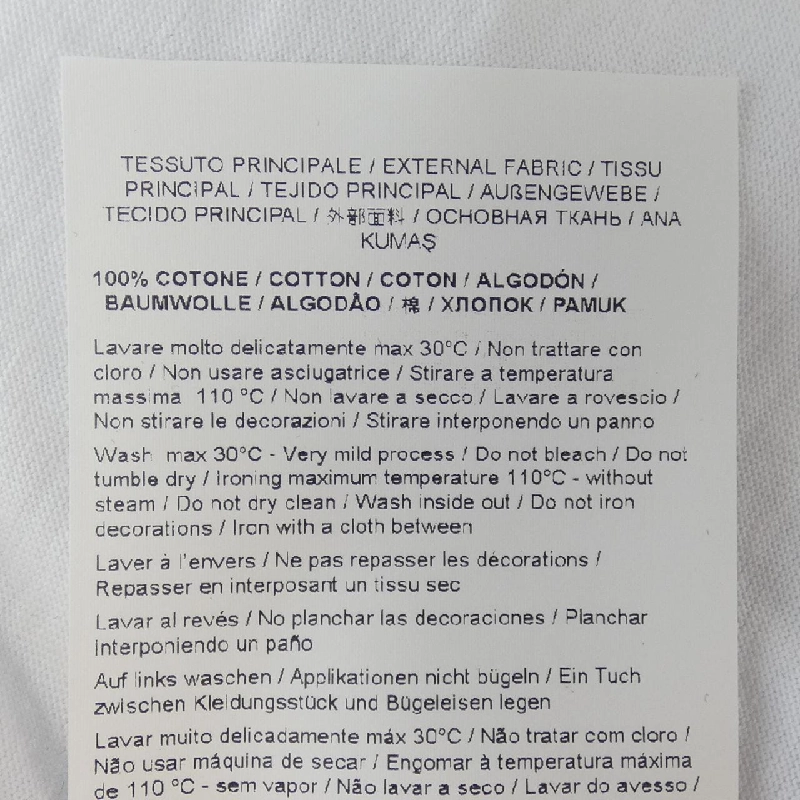 TESSUTO PRINCIPALE / EXTERNAL FABRIC / TISSU
PRINCIPAL / TEJIDO PRINCIPAL / AUßENGEWEBE /
TECIDO PRINCIPAL / 外部面料 / ОСНОВНАЯ ТКАНЬ / ANA
KUMAŞ
100% COTONE / COTTON / COTON / ALGODÓN /
BAUMWOLLE / ALGODÃO / 棉 / ХЛОПОК / PAMUK
Lavare molto delicatamente max 30°C / Non trattare con
cloro / Non usare asciugatrice / Stirare a temperatura
massima 110 °C / Non lavare a secco / Lavare a rovescio /
Non stirare le decorazioni / Stirare interponendo un panno
Wash max 30°C - Very mild process / Do not bleach / Do not
tumble dry / Ironing maximum temperature 110°C - without
steam / Do not dry clean / Wash inside out / Do not iron
decorations / Iron with a cloth between
Laver à l'envers / Ne pas repasser les décorations /
Repasser en interposant un tissu sec
Lavar al revés / No planchar las decoraciones / Planchar
interponiendo un paño
Auf links waschen / Applikationen nicht bügeln / Ein Tuch
zwischen Kleidungsstück und Bügeleisen legen
Lavar muito delicadamente máx 30°C / Não tratar com cloro /
Não usar máquina de secar / Engomar à temperatura máxima
de 110 °C - sem vapor / Não lavar a seco / Lavar do avesso /